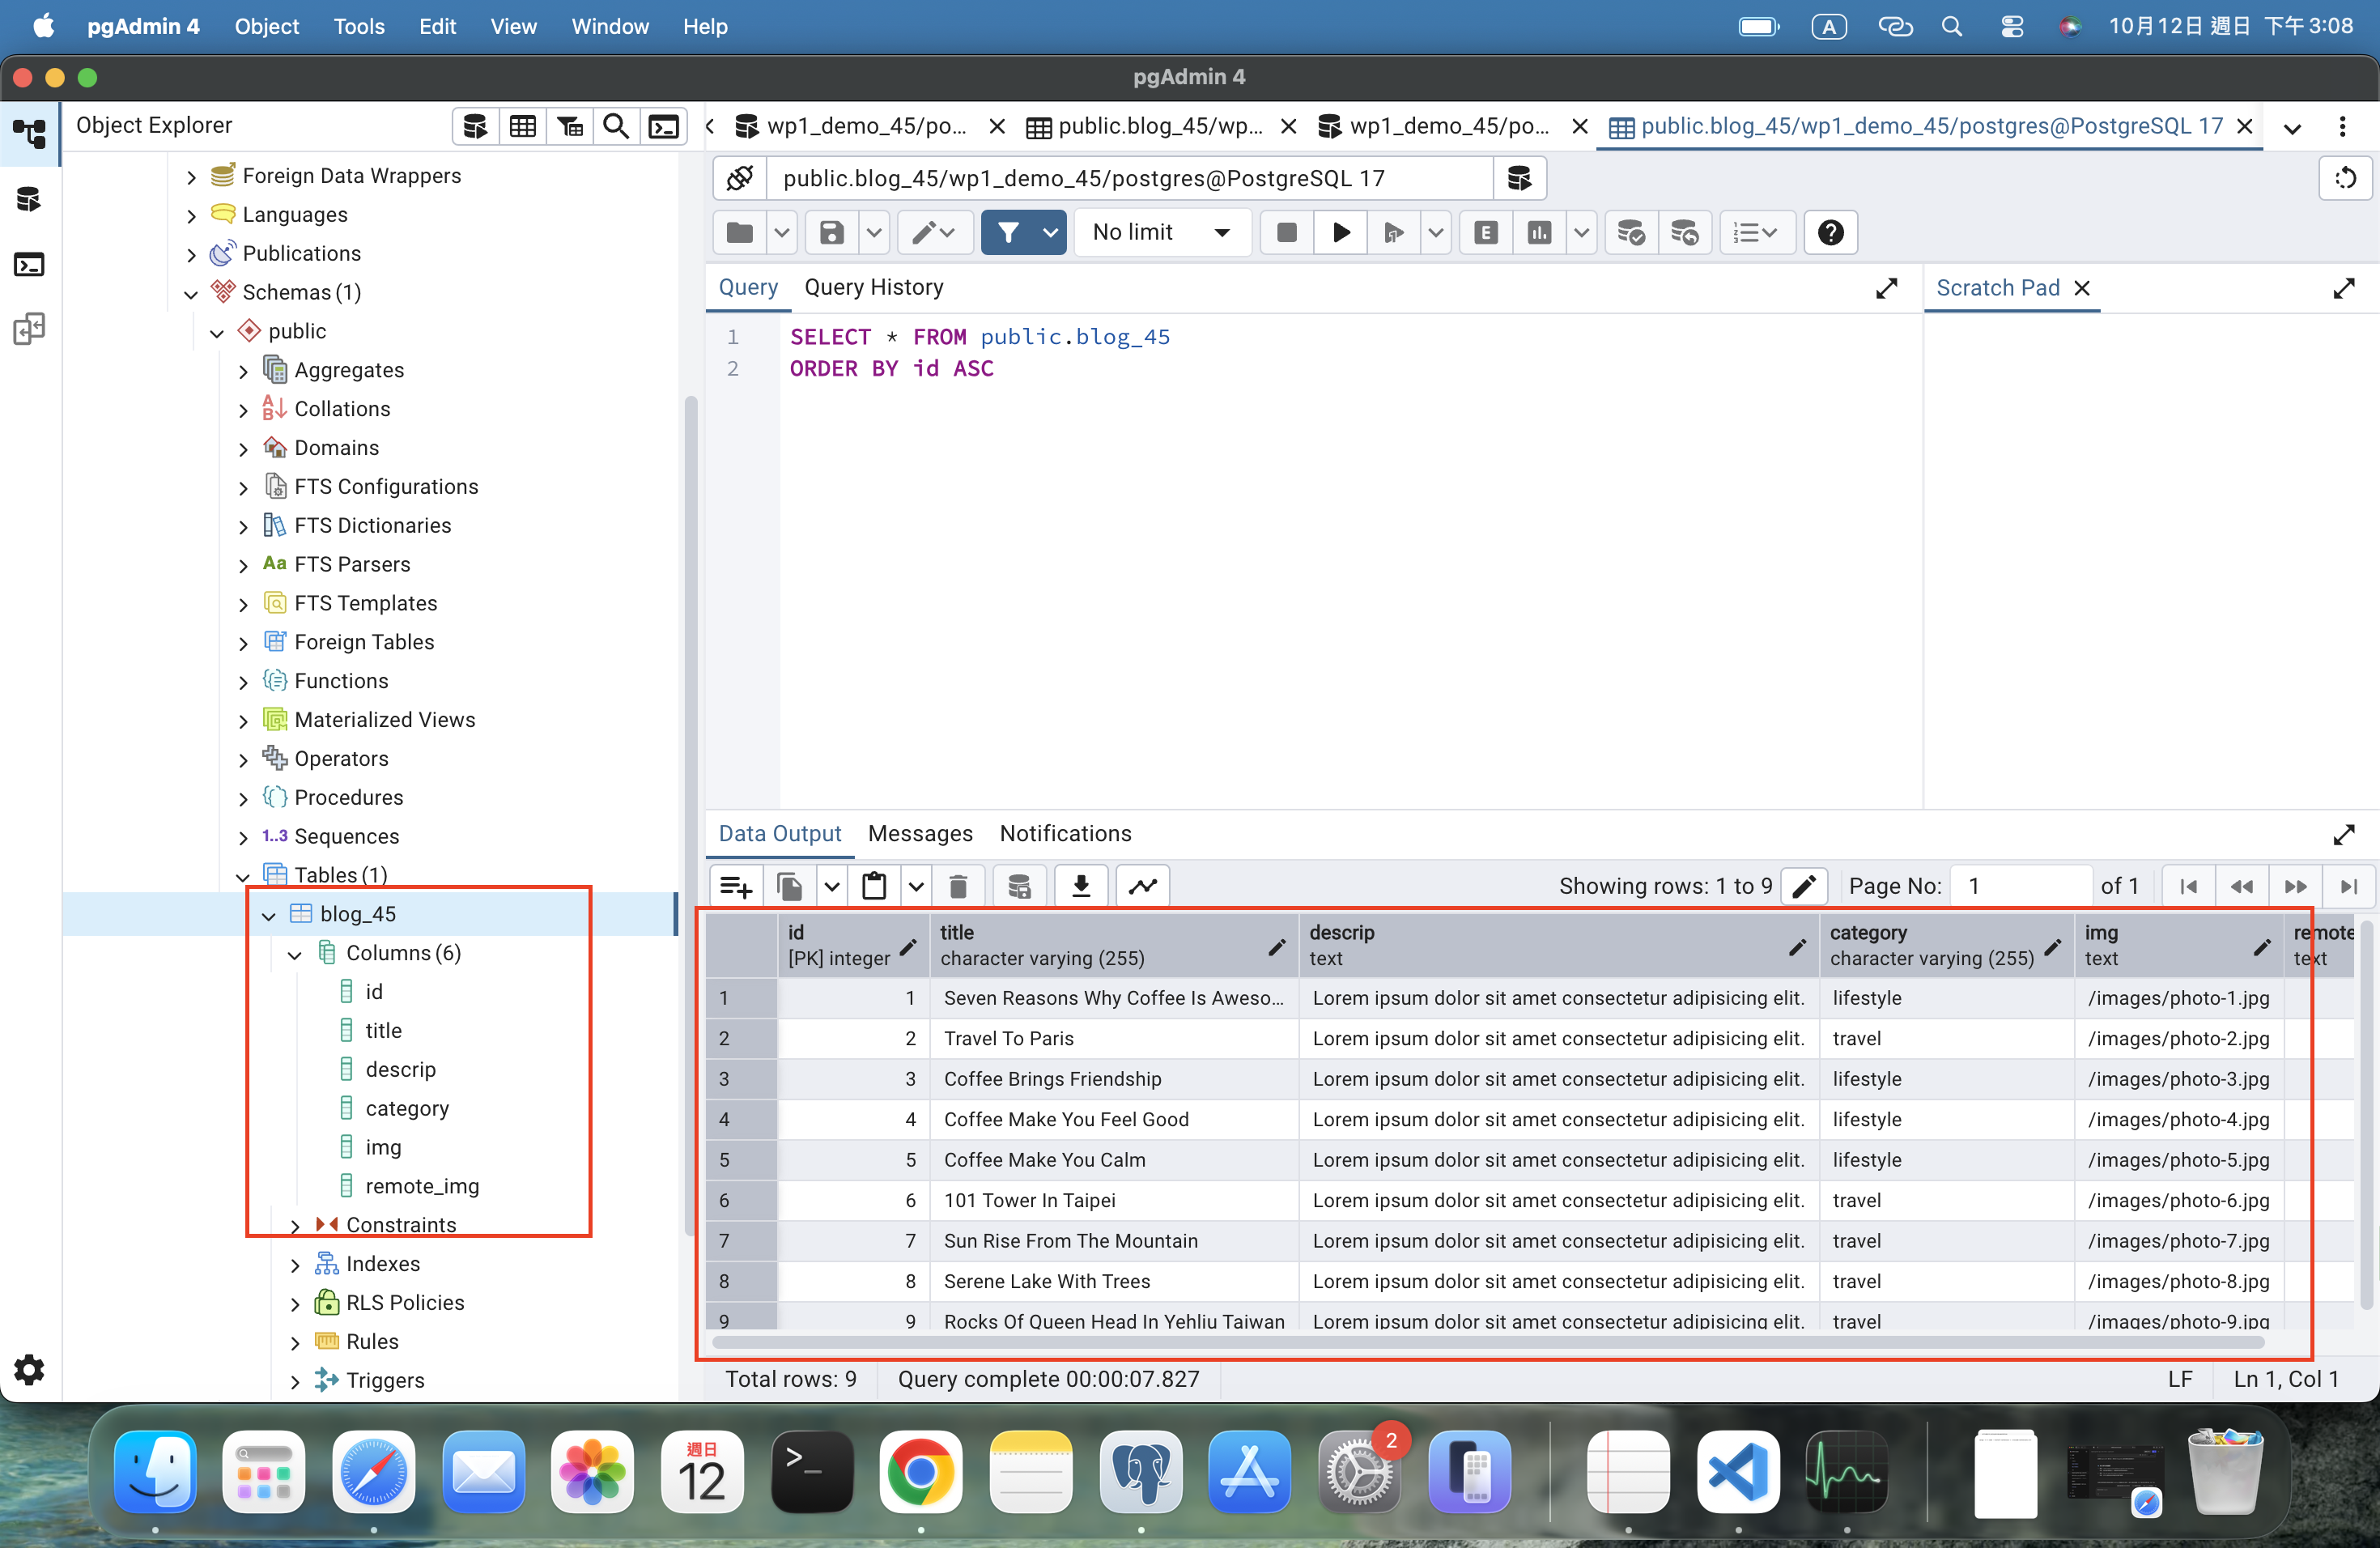 pgAdmin 4 Object Tools Edit View Window Help
A 10月12日 週日 下午3:08
pgAdmin 4
Object Explorer
wp1_demo_45/po... public.blog_45/wp... wp1_demo_45/po... public.blog_45/wp1_demo_45/postgres@PostgreSQL 17
public.blog_45/wp1_demo_45/postgres@PostgreSQL 17
No limit
E
Foreign Data Wrappers
Languages
Publications
Schemas (1)
public
Aggregates
Collations
Domains
FTS Configurations
FTS Dictionaries
Aa FTS Parsers
FTS Templates
Foreign Tables
Functions
Materialized Views
Operators
Procedures
1..3 Sequences
Tables (1)
blog_45
Columns (6)
id
title
descrip
category
img
remote_img
Constraints
Indexes
RLS Policies
Rules
Triggers
Query Query History
Scratch Pad
1 SELECT * FROM public.blog_45
2 ORDER BY id ASC
Data Output Messages Notifications
Showing rows: 1 to 9 Page No: 1 of 1
id title descrip category img remote
[PK] integer character varying (255) text character varying (255) text text
1 1 Seven Reasons Why Coffee Is Aweso... Lorem ipsum dolor sit amet consectetur adipisicing elit. lifestyle /images/photo-1.jpg
2 2 Travel To Paris Lorem ipsum dolor sit amet consectetur adipisicing elit. travel /images/photo-2.jpg
3 3 Coffee Brings Friendship Lorem ipsum dolor sit amet consectetur adipisicing elit. lifestyle /images/photo-3.jpg
4 4 Coffee Make You Feel Good Lorem ipsum dolor sit amet consectetur adipisicing elit. lifestyle /images/photo-4.jpg
5 5 Coffee Make You Calm Lorem ipsum dolor sit amet consectetur adipisicing elit. lifestyle /images/photo-5.jpg
6 6 101 Tower In Taipei Lorem ipsum dolor sit amet consectetur adipisicing elit. travel /images/photo-6.jpg
7 7 Sun Rise From The Mountain Lorem ipsum dolor sit amet consectetur adipisicing elit. travel /images/photo-7.jpg
8 8 Serene Lake With Trees Lorem ipsum dolor sit amet consectetur adipisicing elit. travel /images/photo-8.jpg
9 9 Rocks Of Queen Head In Yehliu Taiwan Lorem ipsum dolor sit amet consectetur adipisicing elit. travel /images/photo-9.jpg
Total rows: 9 Query complete 00:00:07.827 LF Ln 1, Col 1
週日
12
2